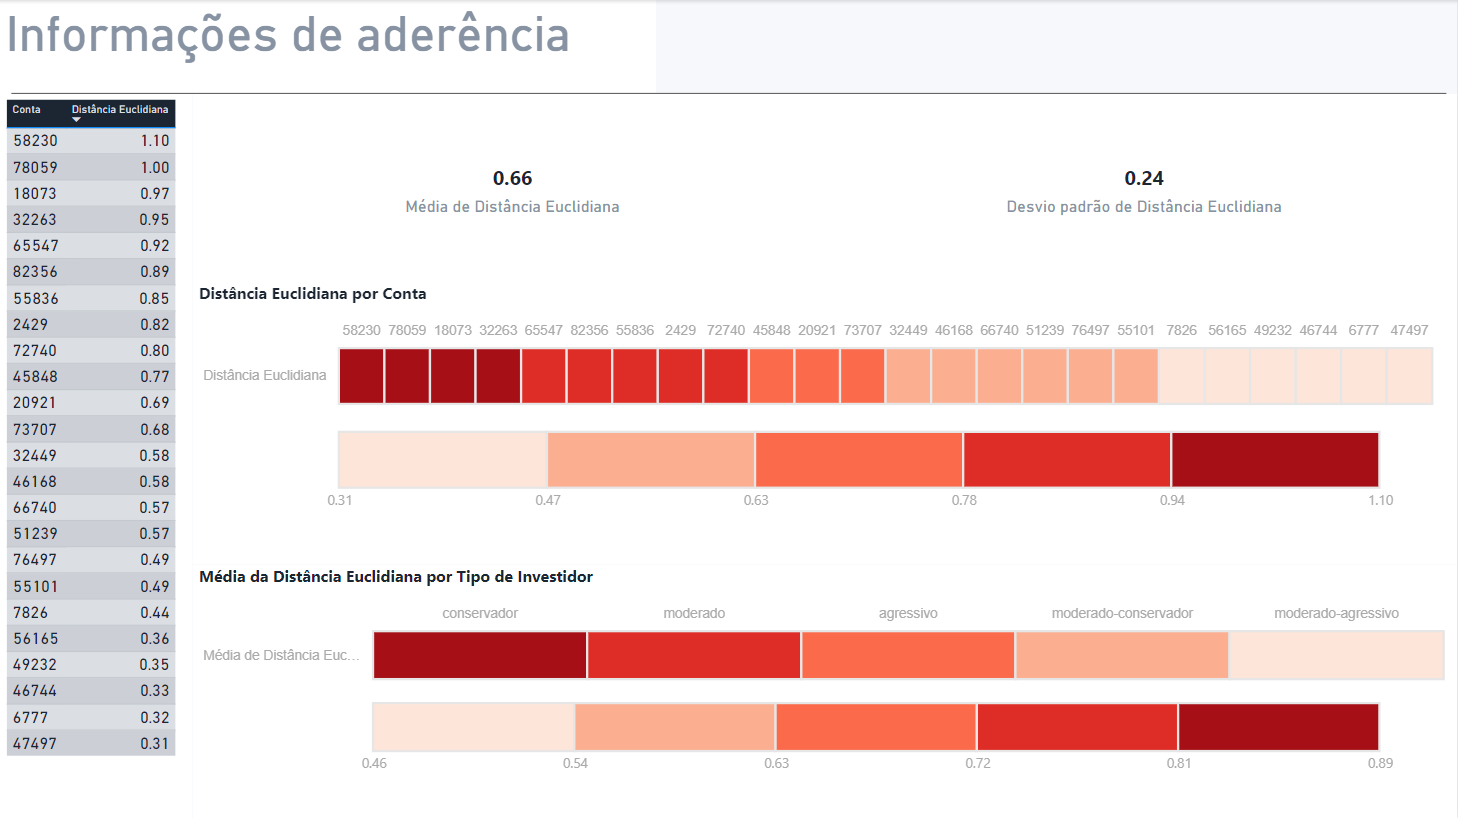 Informações de aderência
Conta Distância Euclidiana
58230 1.10
78059 1.00
18073 0.97
32263 0.95
65547 0.92
82356 0.89
55836 0.85
2429 0.82
72740 0.80
45848 0.77
20921 0.69
73707 0.68
32449 0.58
46168 0.58
66740 0.57
51239 0.57
76497 0.49
55101 0.49
7826 0.44
56165 0.36
49232 0.35
46744 0.33
6777 0.32
47497 0.31
0.66
Média de Distância Euclidiana
0.24
Desvio padrão de Distância Euclidiana
Distância Euclidiana por Conta
58230 78059 18073 32263 65547 82356 55836 2429 72740 45848 20921 73707 32449 46168 66740 51239 76497 55101 7826 56165 49232 46744 6777 47497
Distância Euclidiana
0.31 0.47 0.63 0.78 0.94 1.10
Média da Distância Euclidiana por Tipo de Investidor
conservador moderado agressivo moderado-conservador moderado-agressivo
Média de Distância Euc...
0.46 0.54 0.63 0.72 0.81 0.89